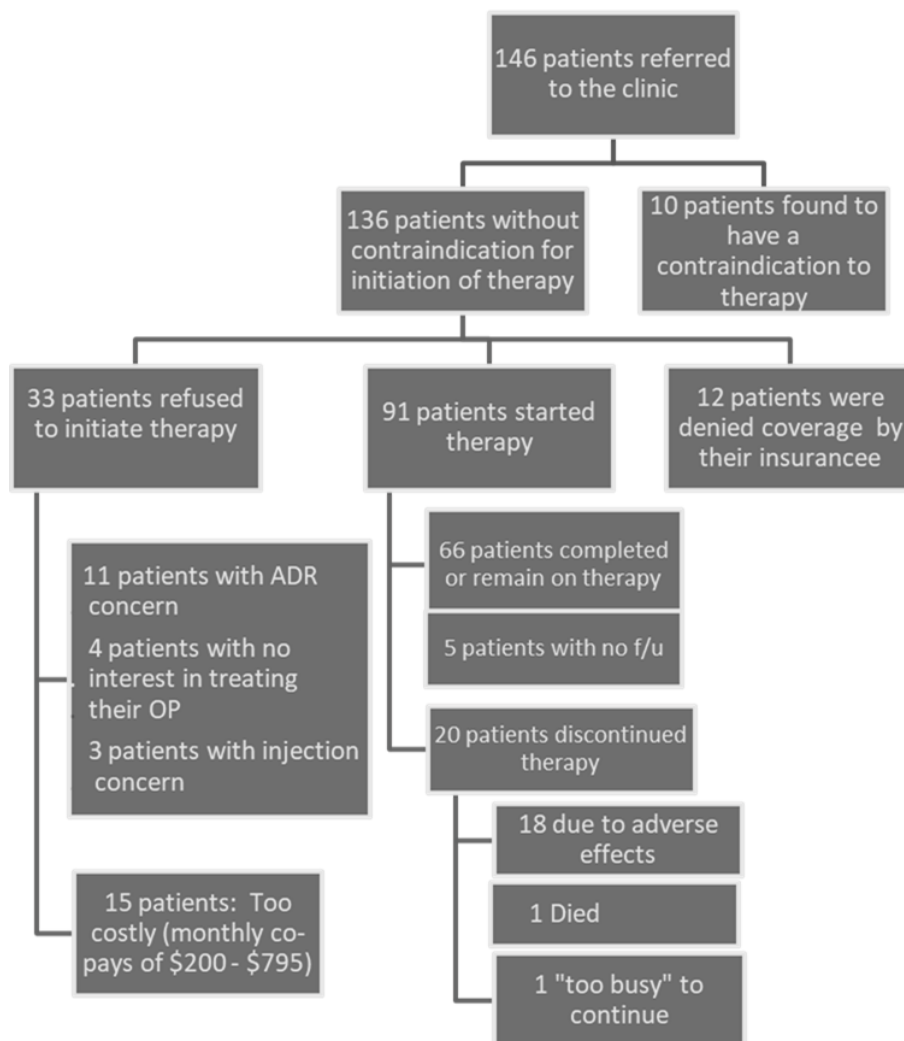 146 patients referred
to the clinic
136 patients without
contraindication for
initiation of therapy
10 patients found to
have a
contraindication to
therapy
33 patients refused
to initiate therapy
91 patients started
therapy
12 patients were
denied coverage by
their insurancee
11 patients with ADR
concern
4 patients with no
interest in treating
their OP
3 patients with injection
concern
15 patients: Too
costly (monthly co-
pays of $200 - $795)
66 patients completed
or remain on therapy
5 patients with no f/u
20 patients discontinued
therapy
18 due to adverse
effects
1 Died
1 "too busy" to
continue